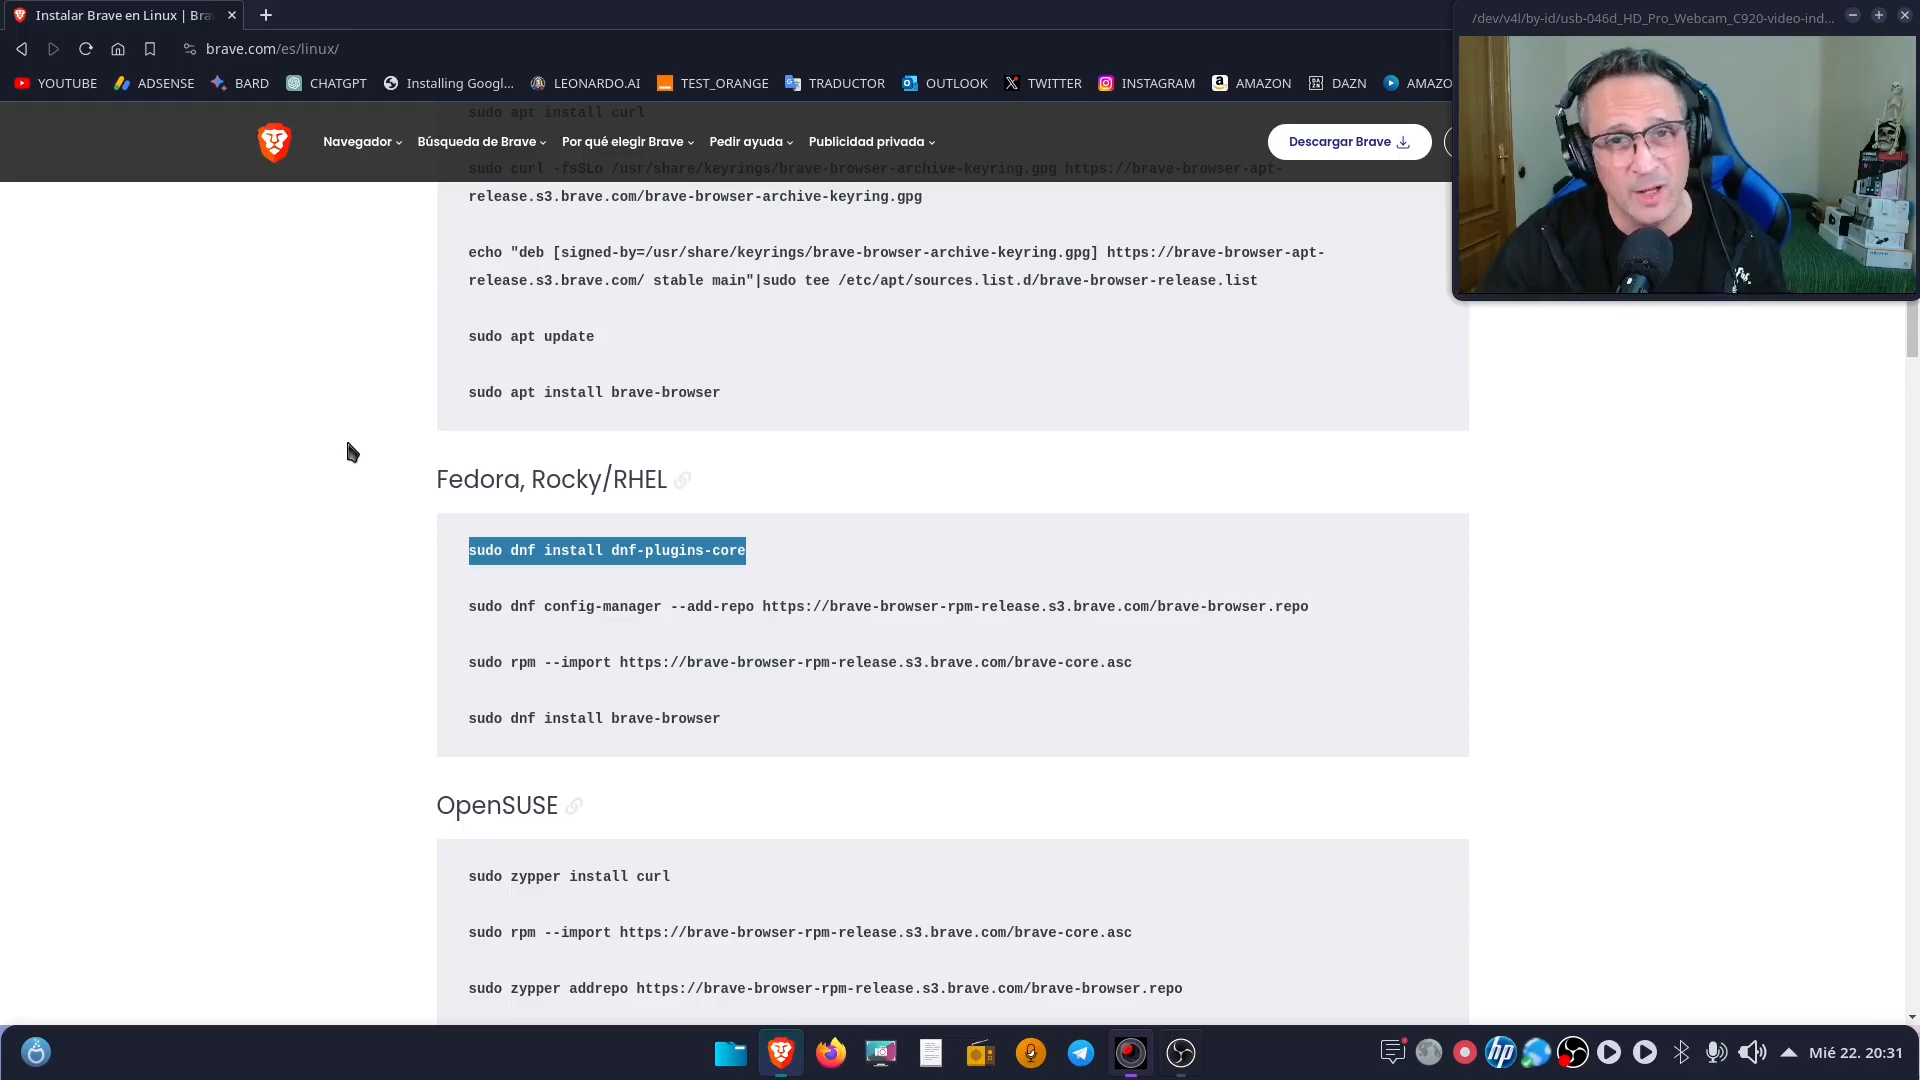 Instalar Brave en Linux | Bra
/dev/v4l/by-id/usb-046d_HD_Pro_Webcam_C920-video-ind...
brave.com/es/linux/
YOUTUBE
ADSENSE
BARD
CHATGPT
Installing Googl...
LEONARDO.AI
TEST_ORANGE
TRADUCTOR
OUTLOOK
TWITTER
INSTAGRAM
AMAZON
DAZN
AMAZO
sudo apt install curl
Navegador
Búsqueda de Brave
Por qué elegir Brave
Pedir ayuda
Publicidad privada
Descargar Brave
sudo curl -fsSLo /usr/share/keyrings/brave-browser-archive-keyring.gpg https://brave-browser-apt-
release.s3.brave.com/brave-browser-archive-keyring.gpg
echo "deb [signed-by=/usr/share/keyrings/brave-browser-archive-keyring.gpg] https://brave-browser-apt-
release.s3.brave.com/ stable main"|sudo tee /etc/apt/sources.list.d/brave-browser-release.list
sudo apt update
sudo apt install brave-browser
Fedora, Rocky/RHEL
sudo dnf install dnf-plugins-core
sudo dnf config-manager --add-repo https://brave-browser-rpm-release.s3.brave.com/brave-browser.repo
sudo rpm --import https://brave-browser-rpm-release.s3.brave.com/brave-core.asc
sudo dnf install brave-browser
OpenSUSE
sudo zypper install curl
sudo rpm --import https://brave-browser-rpm-release.s3.brave.com/brave-core.asc
sudo zypper addrepo https://brave-browser-rpm-release.s3.brave.com/brave-browser.repo
hp
Mié 22. 20:31